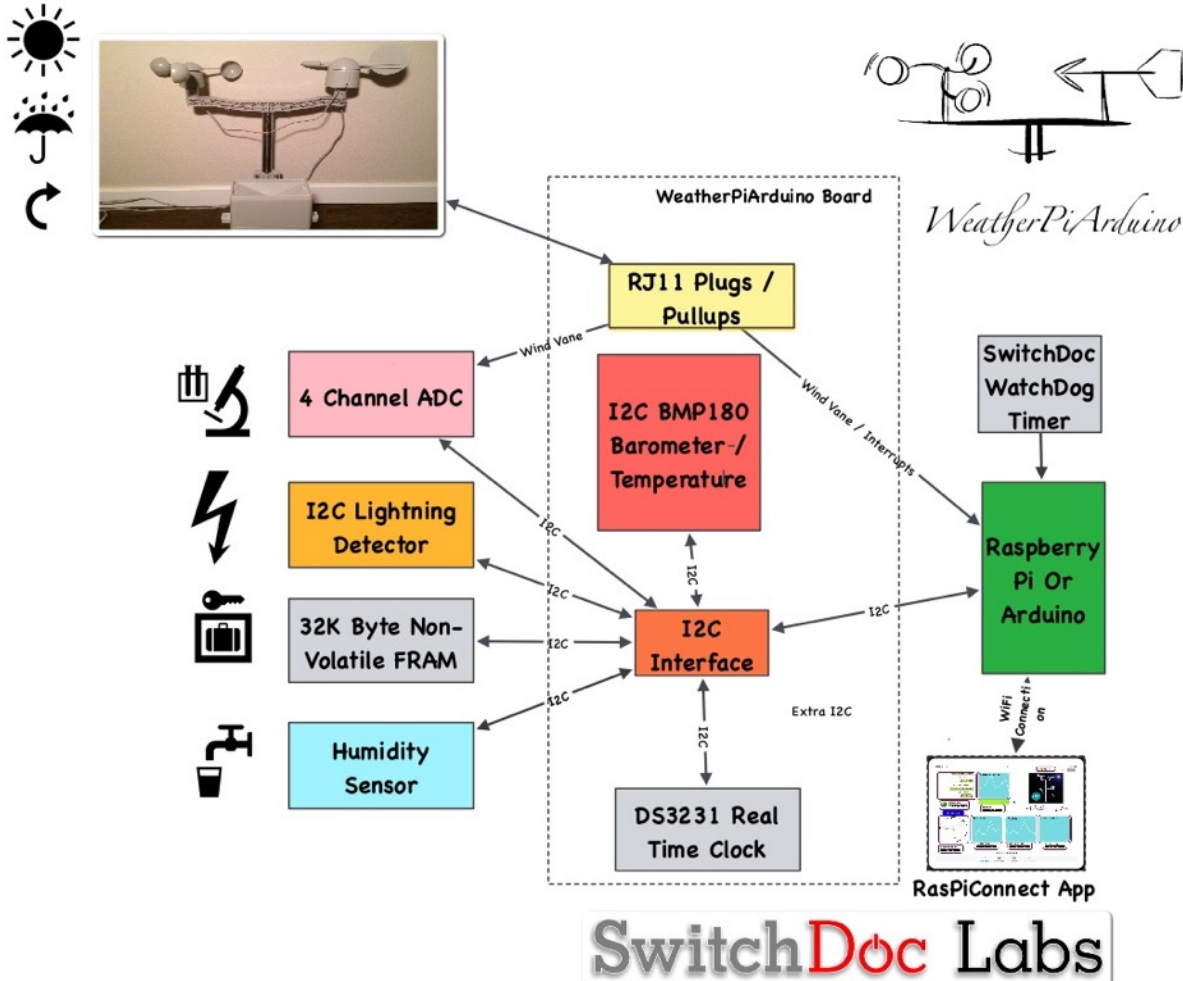 WeatherPiArduino Board
WeatherPiArduino
RJ11 Plugs /
Pullups
Wind Vane
Wind Vane / Interrupts
4 Channel ADC
I2C BMP180
Barometer /
Temperature
SwitchDoc
WatchDog
Timer
I2C Lightning
Detector
I2C
I2C
I2C
Raspberry
Pi Or
Arduino
32K Byte Non-
Volatile FRAM
I2C
I2C
Interface
I2C
I2C
Humidity
Sensor
I2C
Extra I2C
WiFi
Connecti
on
DS3231 Real
Time Clock
RasPiConnect App
SwitchDoc Labs